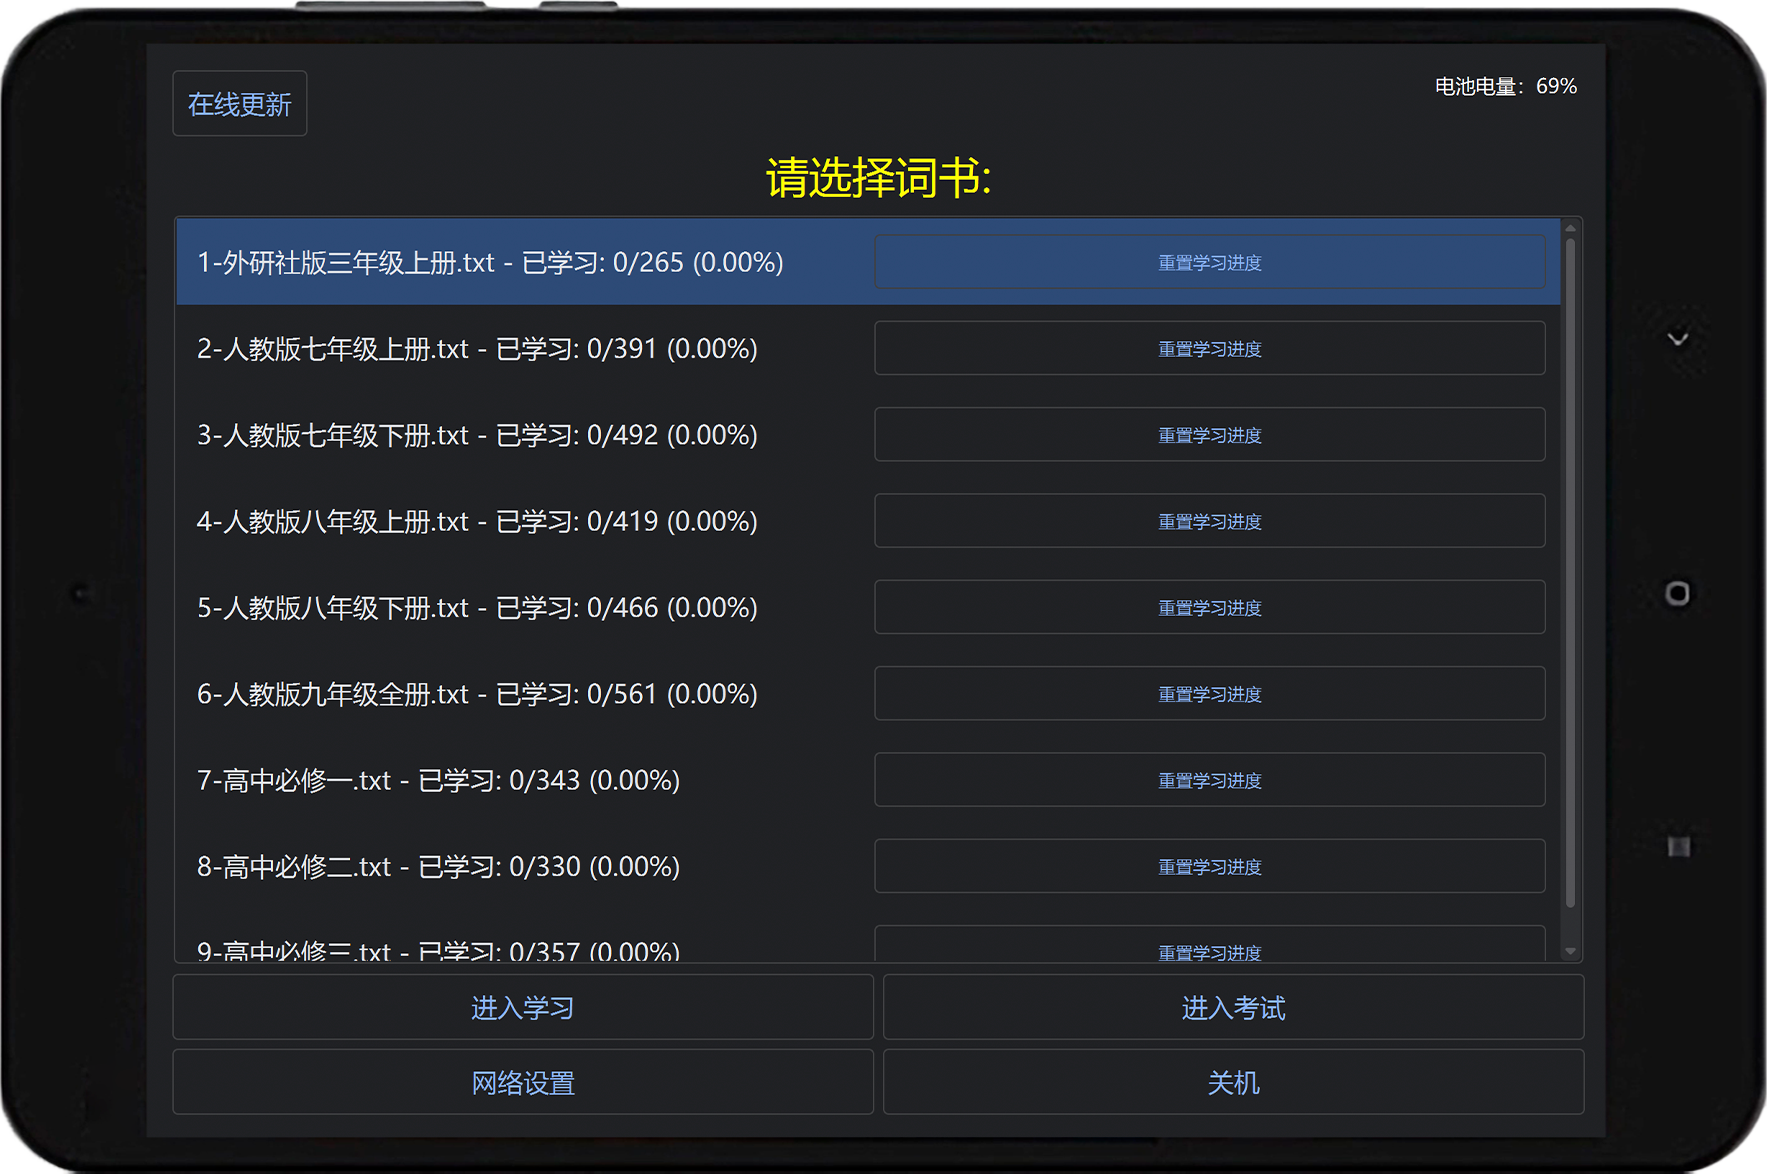 在线更新
电池电量：69%
请选择词书:
1-外研社版三年级上册.txt - 已学习: 0/265 (0.00%)
重置学习进度
2-人教版七年级上册.txt - 已学习: 0/391 (0.00%)
重置学习进度
3-人教版七年级下册.txt - 已学习: 0/492 (0.00%)
重置学习进度
4-人教版八年级上册.txt - 已学习: 0/419 (0.00%)
重置学习进度
5-人教版八年级下册.txt - 已学习: 0/466 (0.00%)
重置学习进度
6-人教版九年级全册.txt - 已学习: 0/561 (0.00%)
重置学习进度
7-高中必修一.txt - 已学习: 0/343 (0.00%)
重置学习进度
8-高中必修二.txt - 已学习: 0/330 (0.00%)
重置学习进度
9-高中必修三.txt - 已学习: 0/357 (0.00%)
重置学习进度
进入学习
进入考试
网络设置
关机